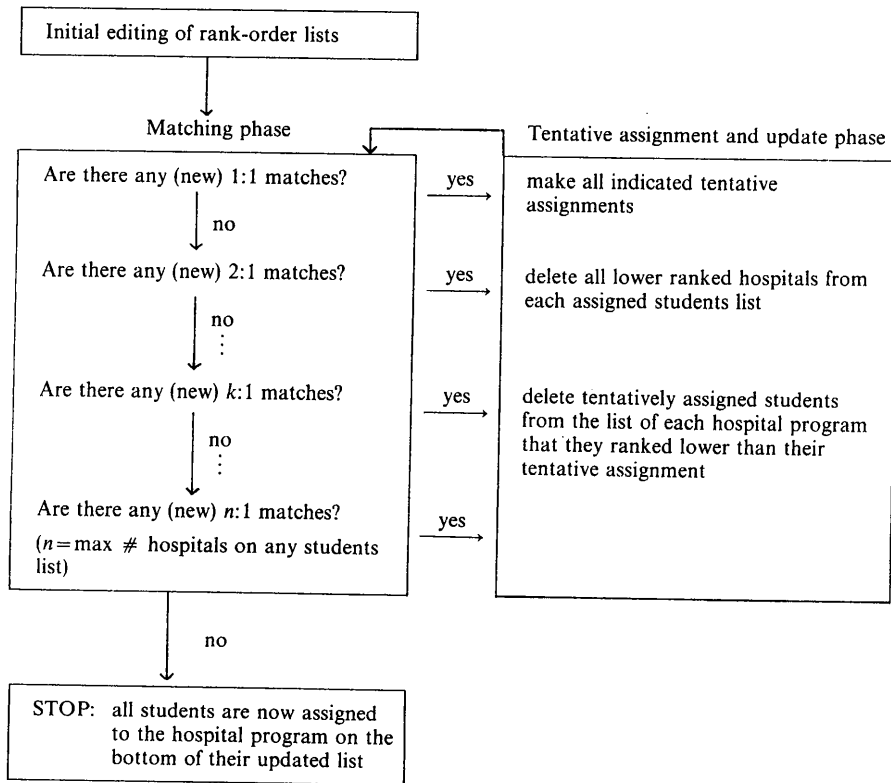 Initial editing of rank-order lists
Matching phase
Are there any (new) 1:1 matches?
no
Are there any (new) 2:1 matches?
no
⋮
Are there any (new) k:1 matches?
no
⋮
Are there any (new) n:1 matches?
(n=max # hospitals on any students
list)
yes
yes
yes
yes
Tentative assignment and update phase
make all indicated tentative
assignments
delete all lower ranked hospitals from
each assigned students list
delete tentatively assigned students
from the list of each hospital program
that they ranked lower than their
tentative assignment
no
STOP: all students are now assigned
to the hospital program on the
bottom of their updated list